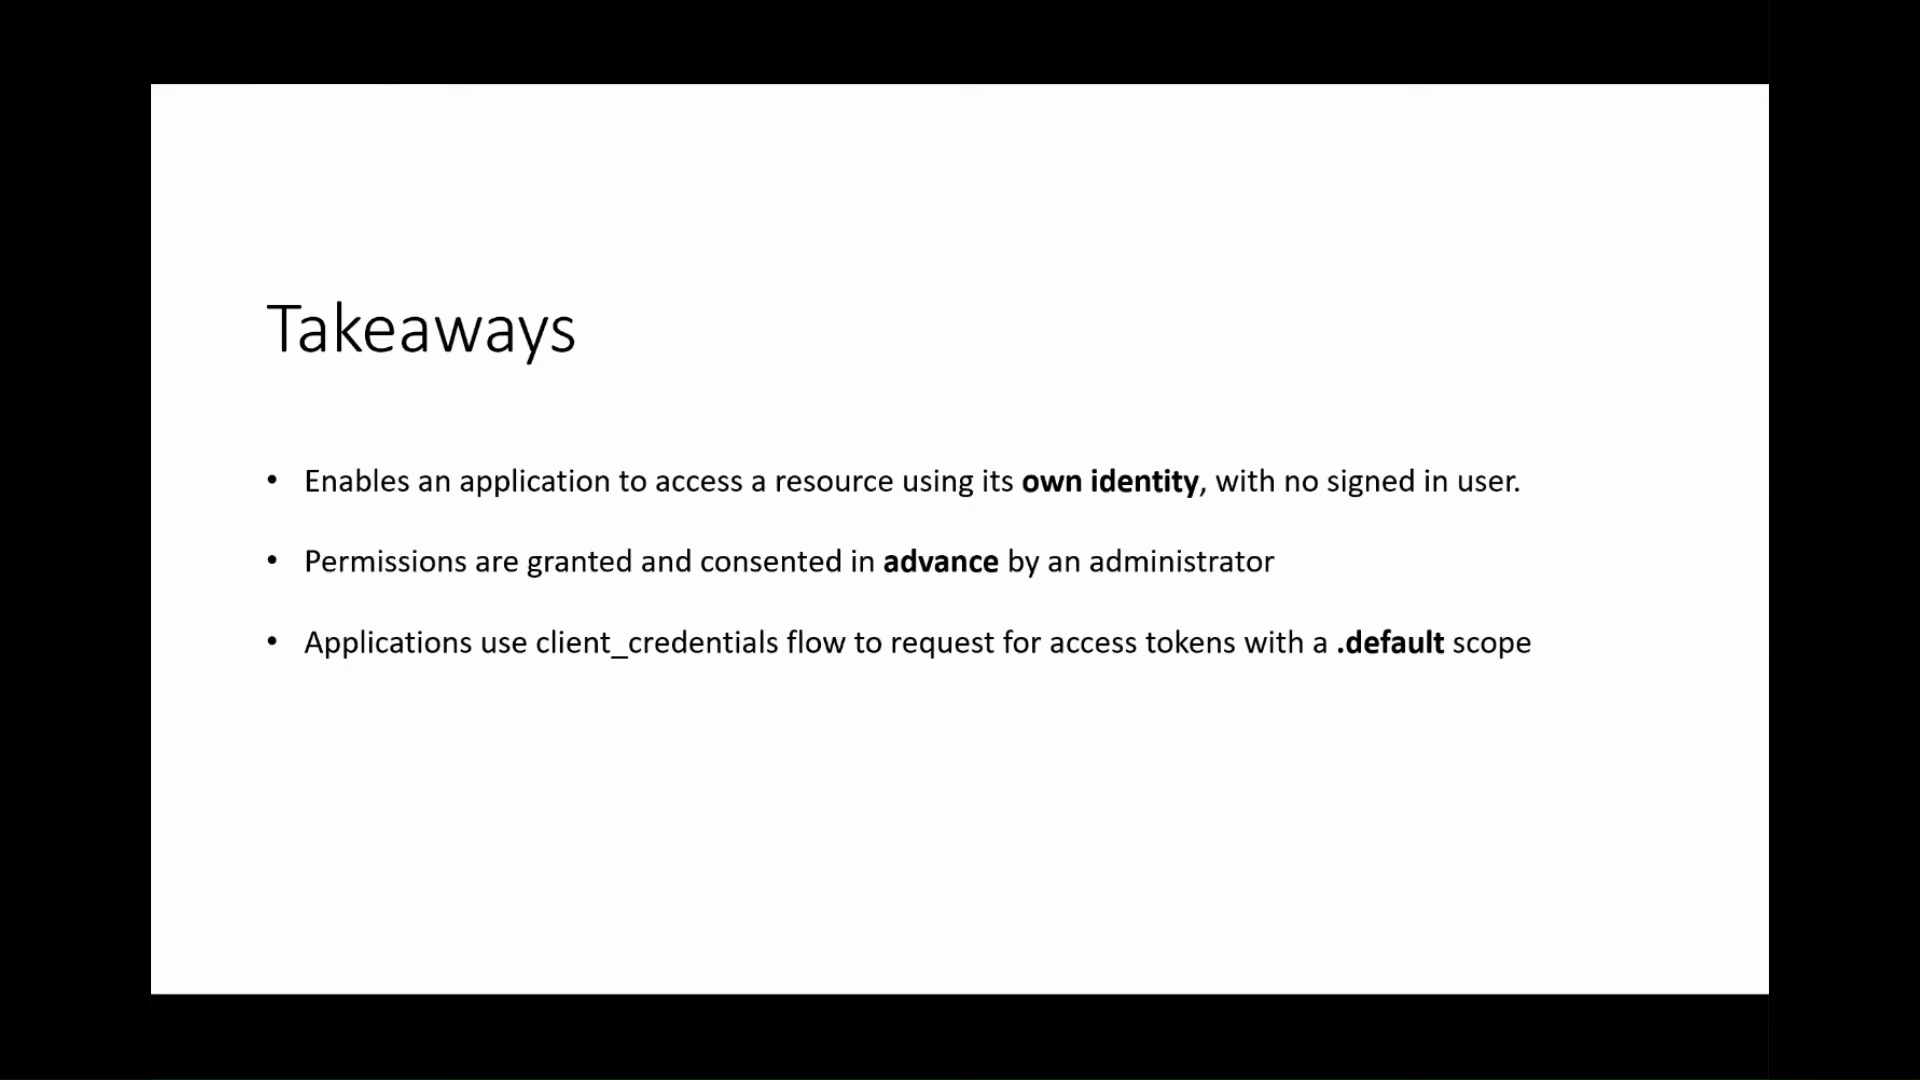 Takeaways
• Enables an application to access a resource using its own identity, with no signed in user.
• Permissions are granted and consented in advance by an administrator
• Applications use client_credentials flow to request for access tokens with a .default scope